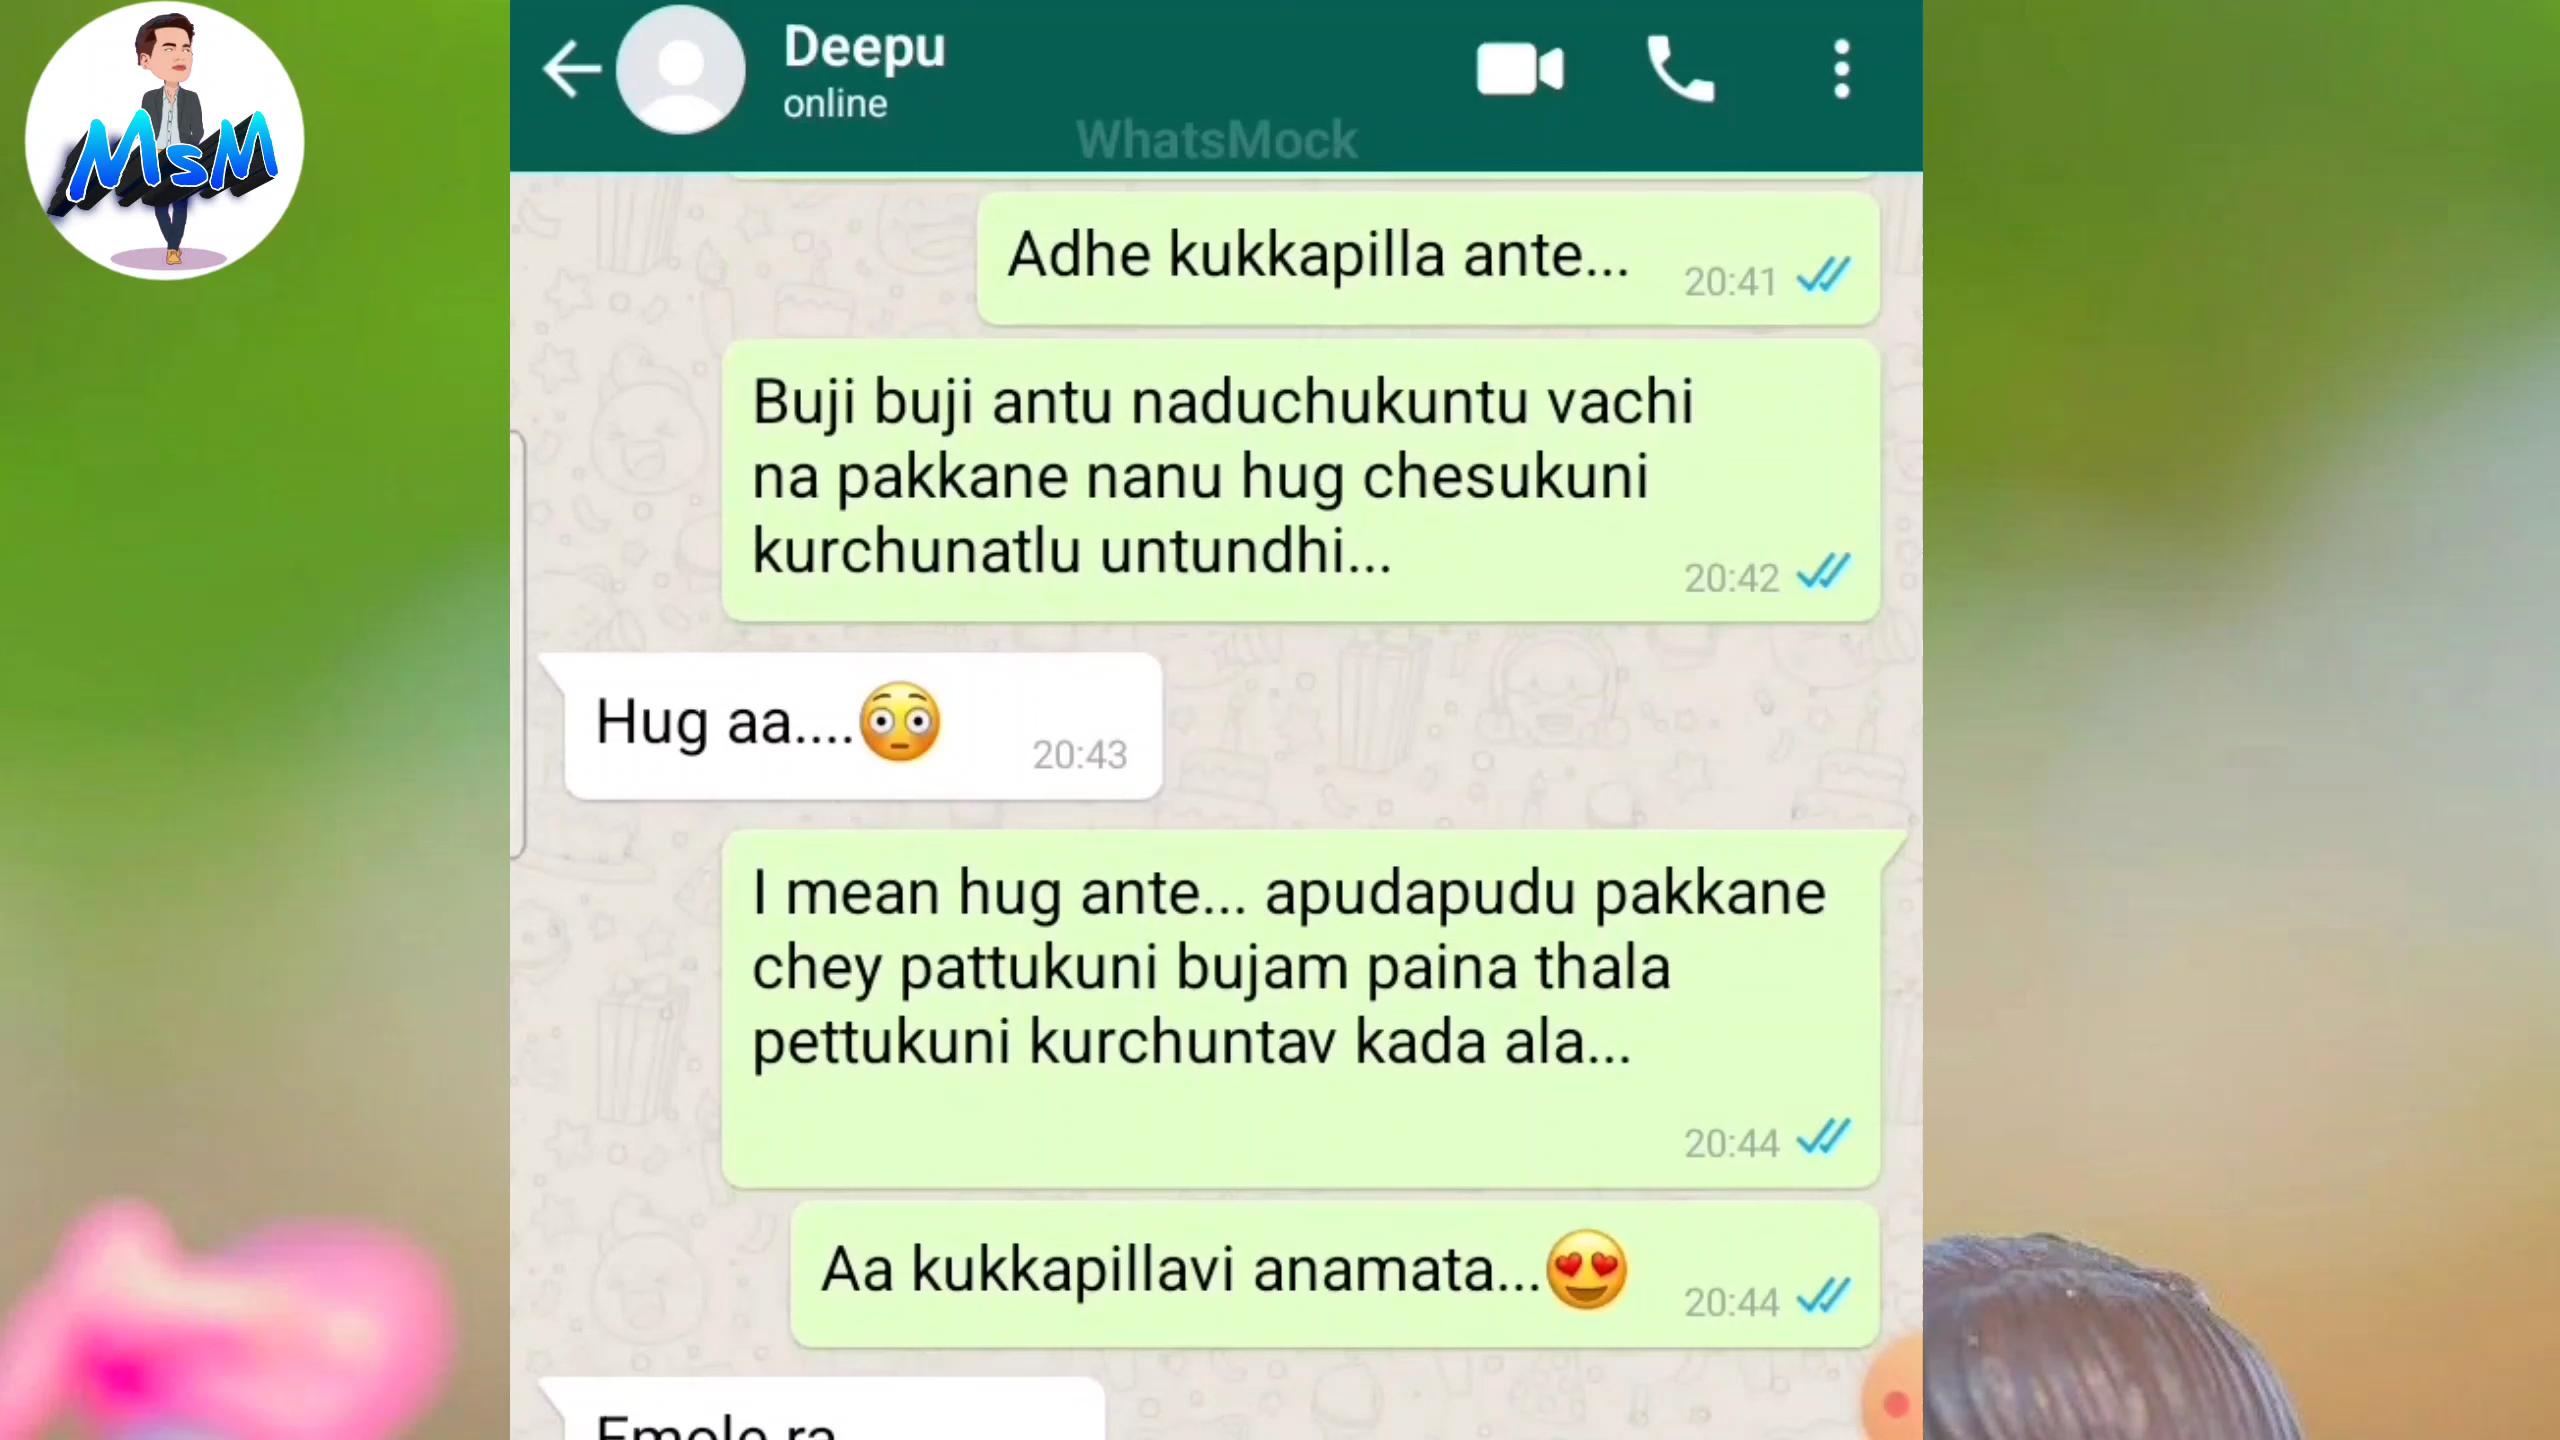 MsM
Deepu
online
WhatsMock
Adhe kukkapilla ante...
20:41
Buji buji antu naduchukuntu vachi
na pakkane nanu hug chesukuni
kurchunatlu untundhi...
20:42
Hug aa....😳
20:43
I mean hug ante... apudapudu pakkane
chey pattukuni bujam paina thala
pettukuni kurchuntav kada ala...
20:44
Aa kukkapillavi anamata...😍
20:44